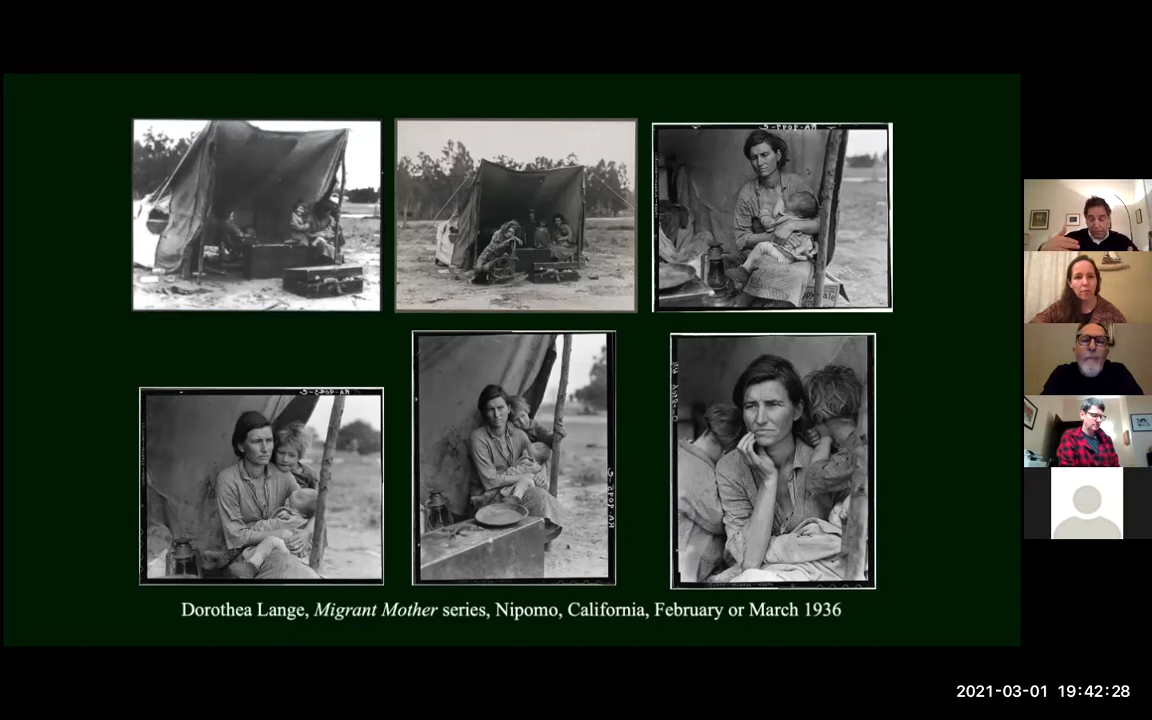 Dorothea Lange, Migrant Mother series, Nipomo, California, February or March 1936
2021-03-01 19:42:28